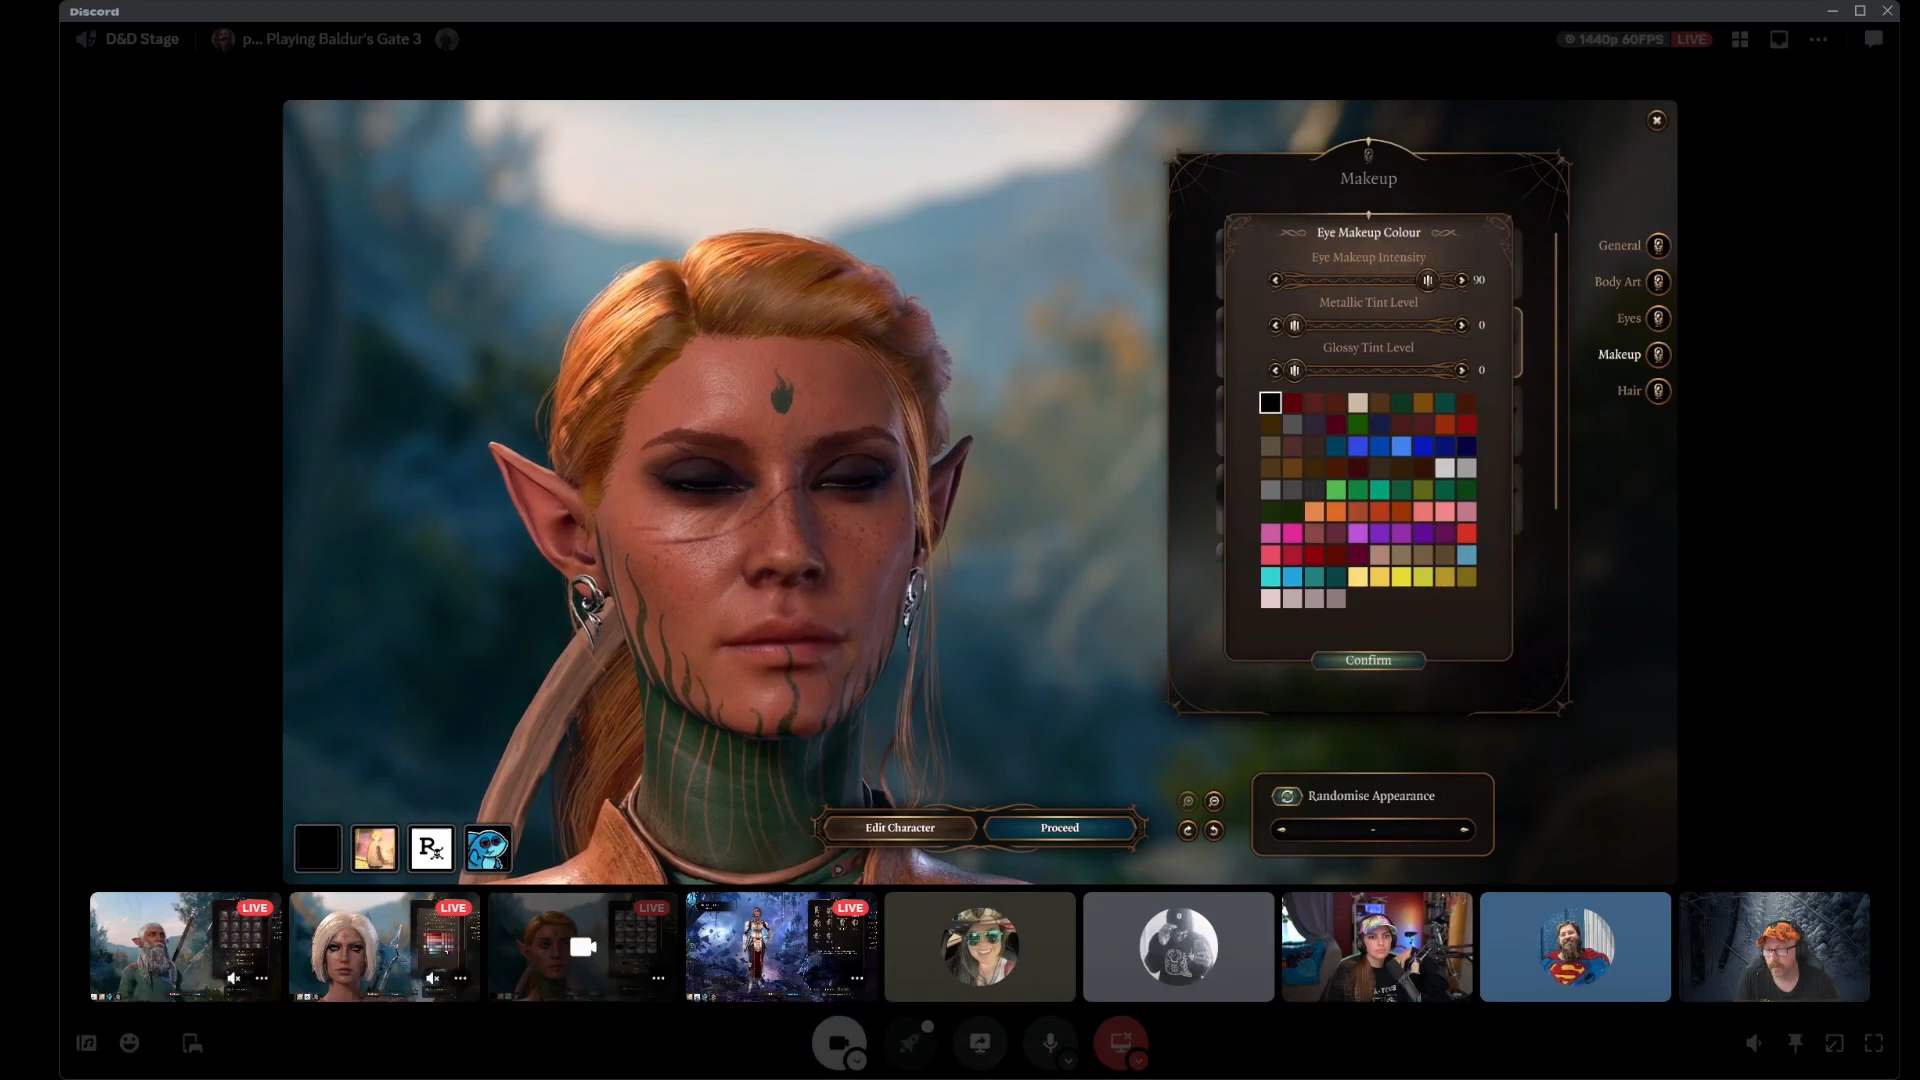 Discord
D&D Stage
p... Playing Baldur's Gate 3
1440p 60FPS LIVE
Makeup
Eye Makeup Colour
Eye Makeup Intensity
90
Metallic Tint Level
0
Glossy Tint Level
0
General
Body Art
Eyes
Makeup
Hair
Confirm
Edit Character
Proceed
Randomise Appearance
-
Rx
LIVE
LIVE
LIVE
LIVE